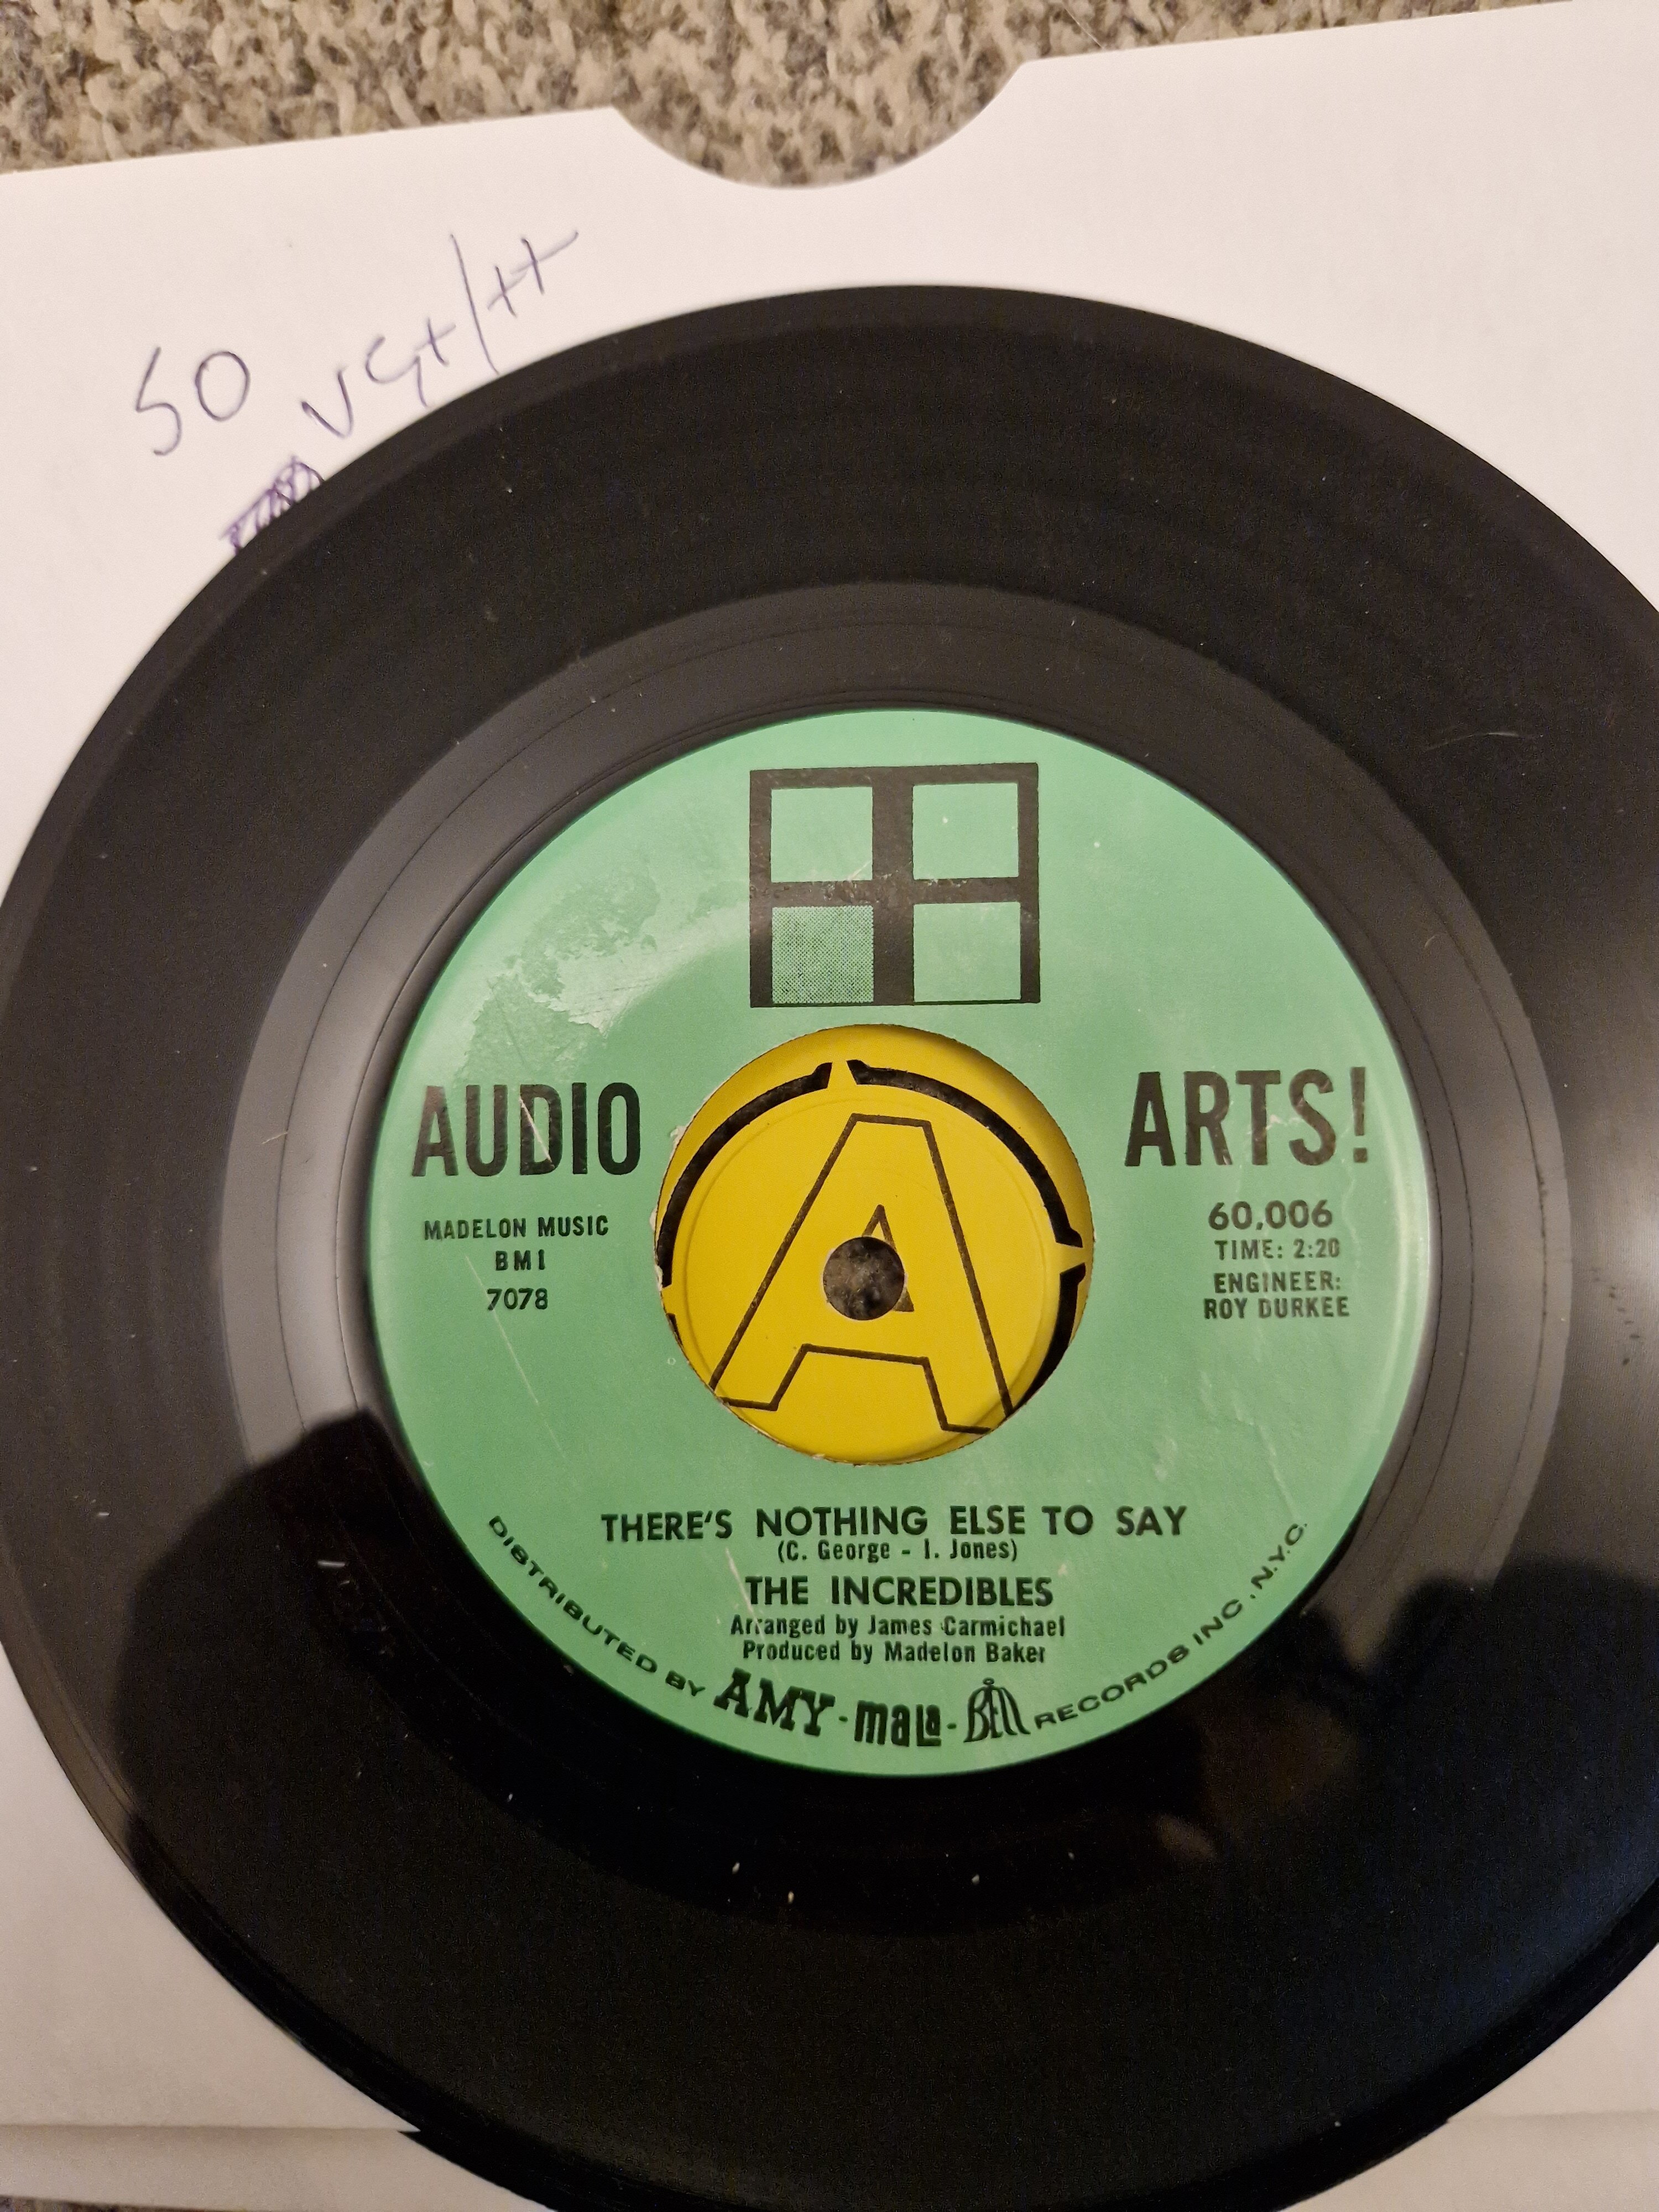 50 VG+/++
AUDIO ARTS!
MADELON MUSIC
BMI
7078
60,006
TIME: 2:20
ENGINEER:
ROY DURKEE
A
THERE'S NOTHING ELSE TO SAY
(C. George - I. Jones)
THE INCREDIBLES
Arranged by James Carmichael
Produced by Madelon Baker
DISTRIBUTED BY AMY-mala-Bell RECORDS INC., N.Y.C.